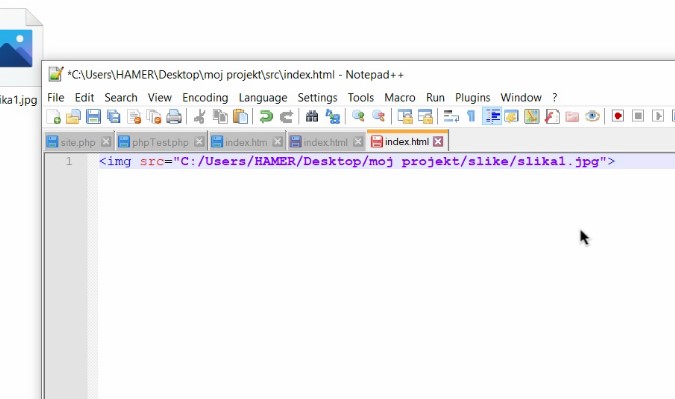 *C:\Users\HAMER\Desktop\moj projekt\src\index.html - Notepad++
ika1.jpg
File Edit Search View Encoding Language Settings Tools Macro Run Plugins Window ?
site.php phpTest.php index.htm index.html index.html
1 <img src="C:/Users/HAMER/Desktop/moj projekt/slike/slika1.jpg">